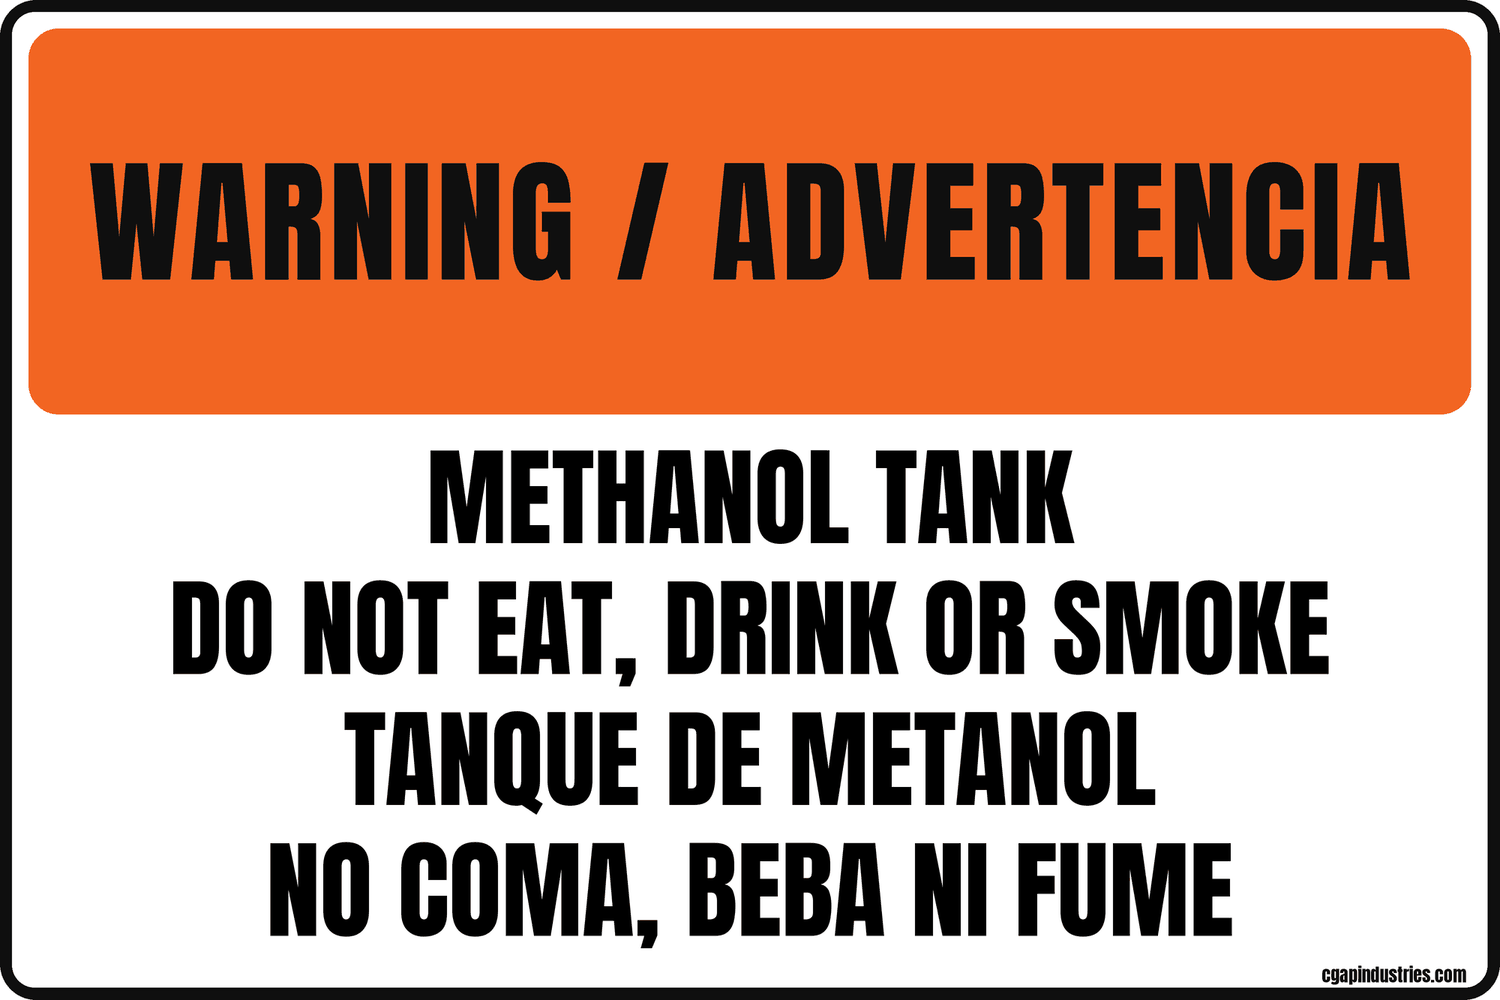 WARNING / ADVERTENCIA
METHANOL TANK
DO NOT EAT, DRINK OR SMOKE
TANQUE DE METANOL
NO COMA, BEBA NI FUME
cgapindustries.com